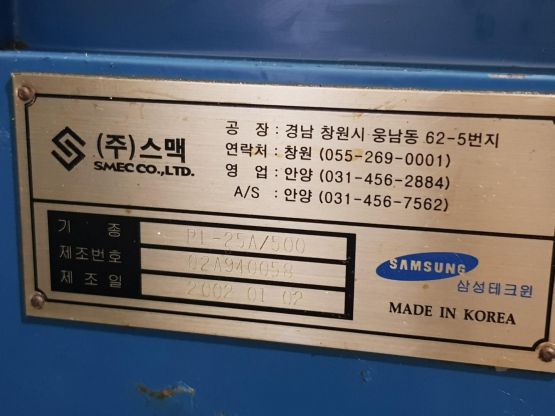 (주)스맥
SMEC CO.,LTD.
공 장 : 경남 창원시 웅남동 62-5번지
연락처 : 창원 (055-269-0001)
영 업 : 안양 (031-456-2884)
A/S : 안양 (031-456-7562)
기 종 PL-25A/500
제조번호 02A940058
제 조 일 2002 01 02
SAMSUNG
삼성테크윈
MADE IN KOREA